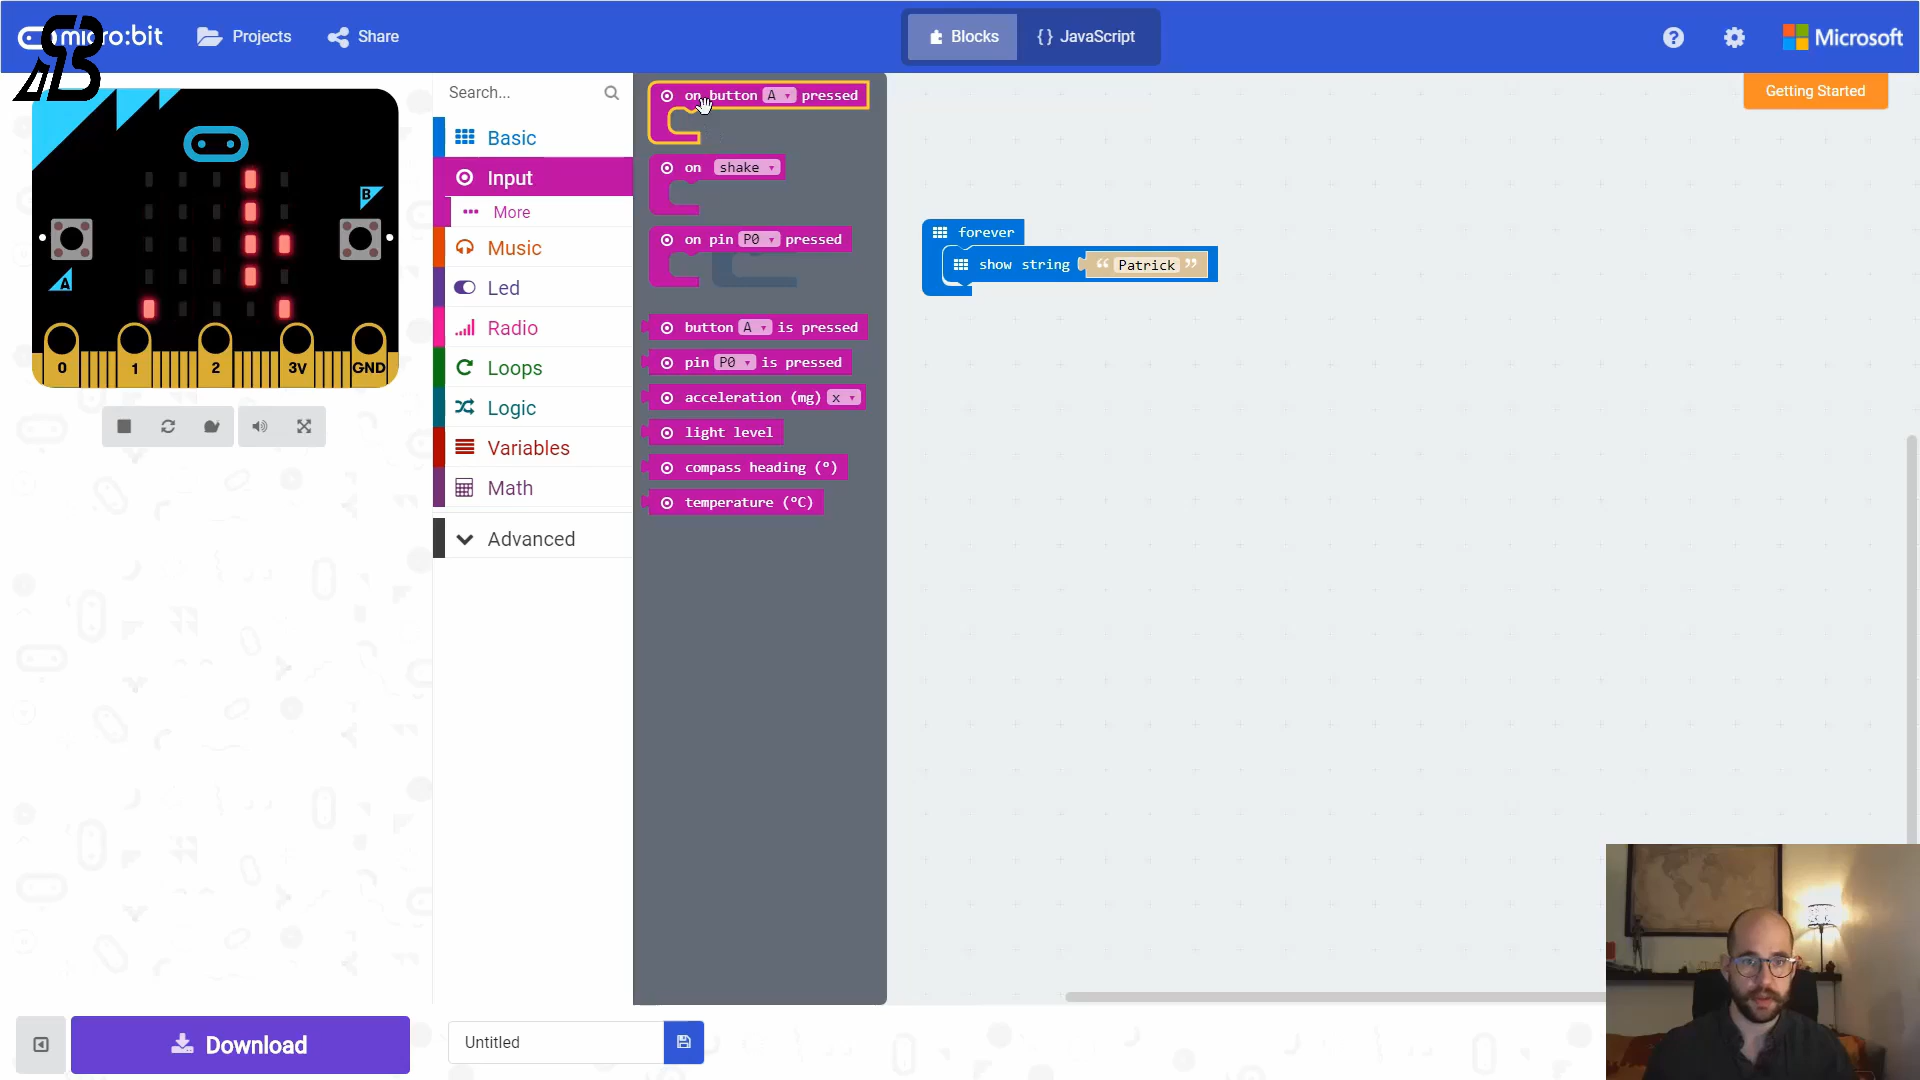 micro:bit
Projects
Share
Blocks
{} JavaScript
Microsoft
Getting Started
B
A
0 1 2 3V GND
Search...
Basic
Input
More
Music
Led
Radio
Loops
Logic
Variables
Math
Advanced
on button A pressed
on shake
on pin P0 pressed
button A is pressed
pin P0 is pressed
acceleration (mg) x
light level
compass heading (°)
temperature (°C)
forever
show string “ Patrick ”
Download
Untitled